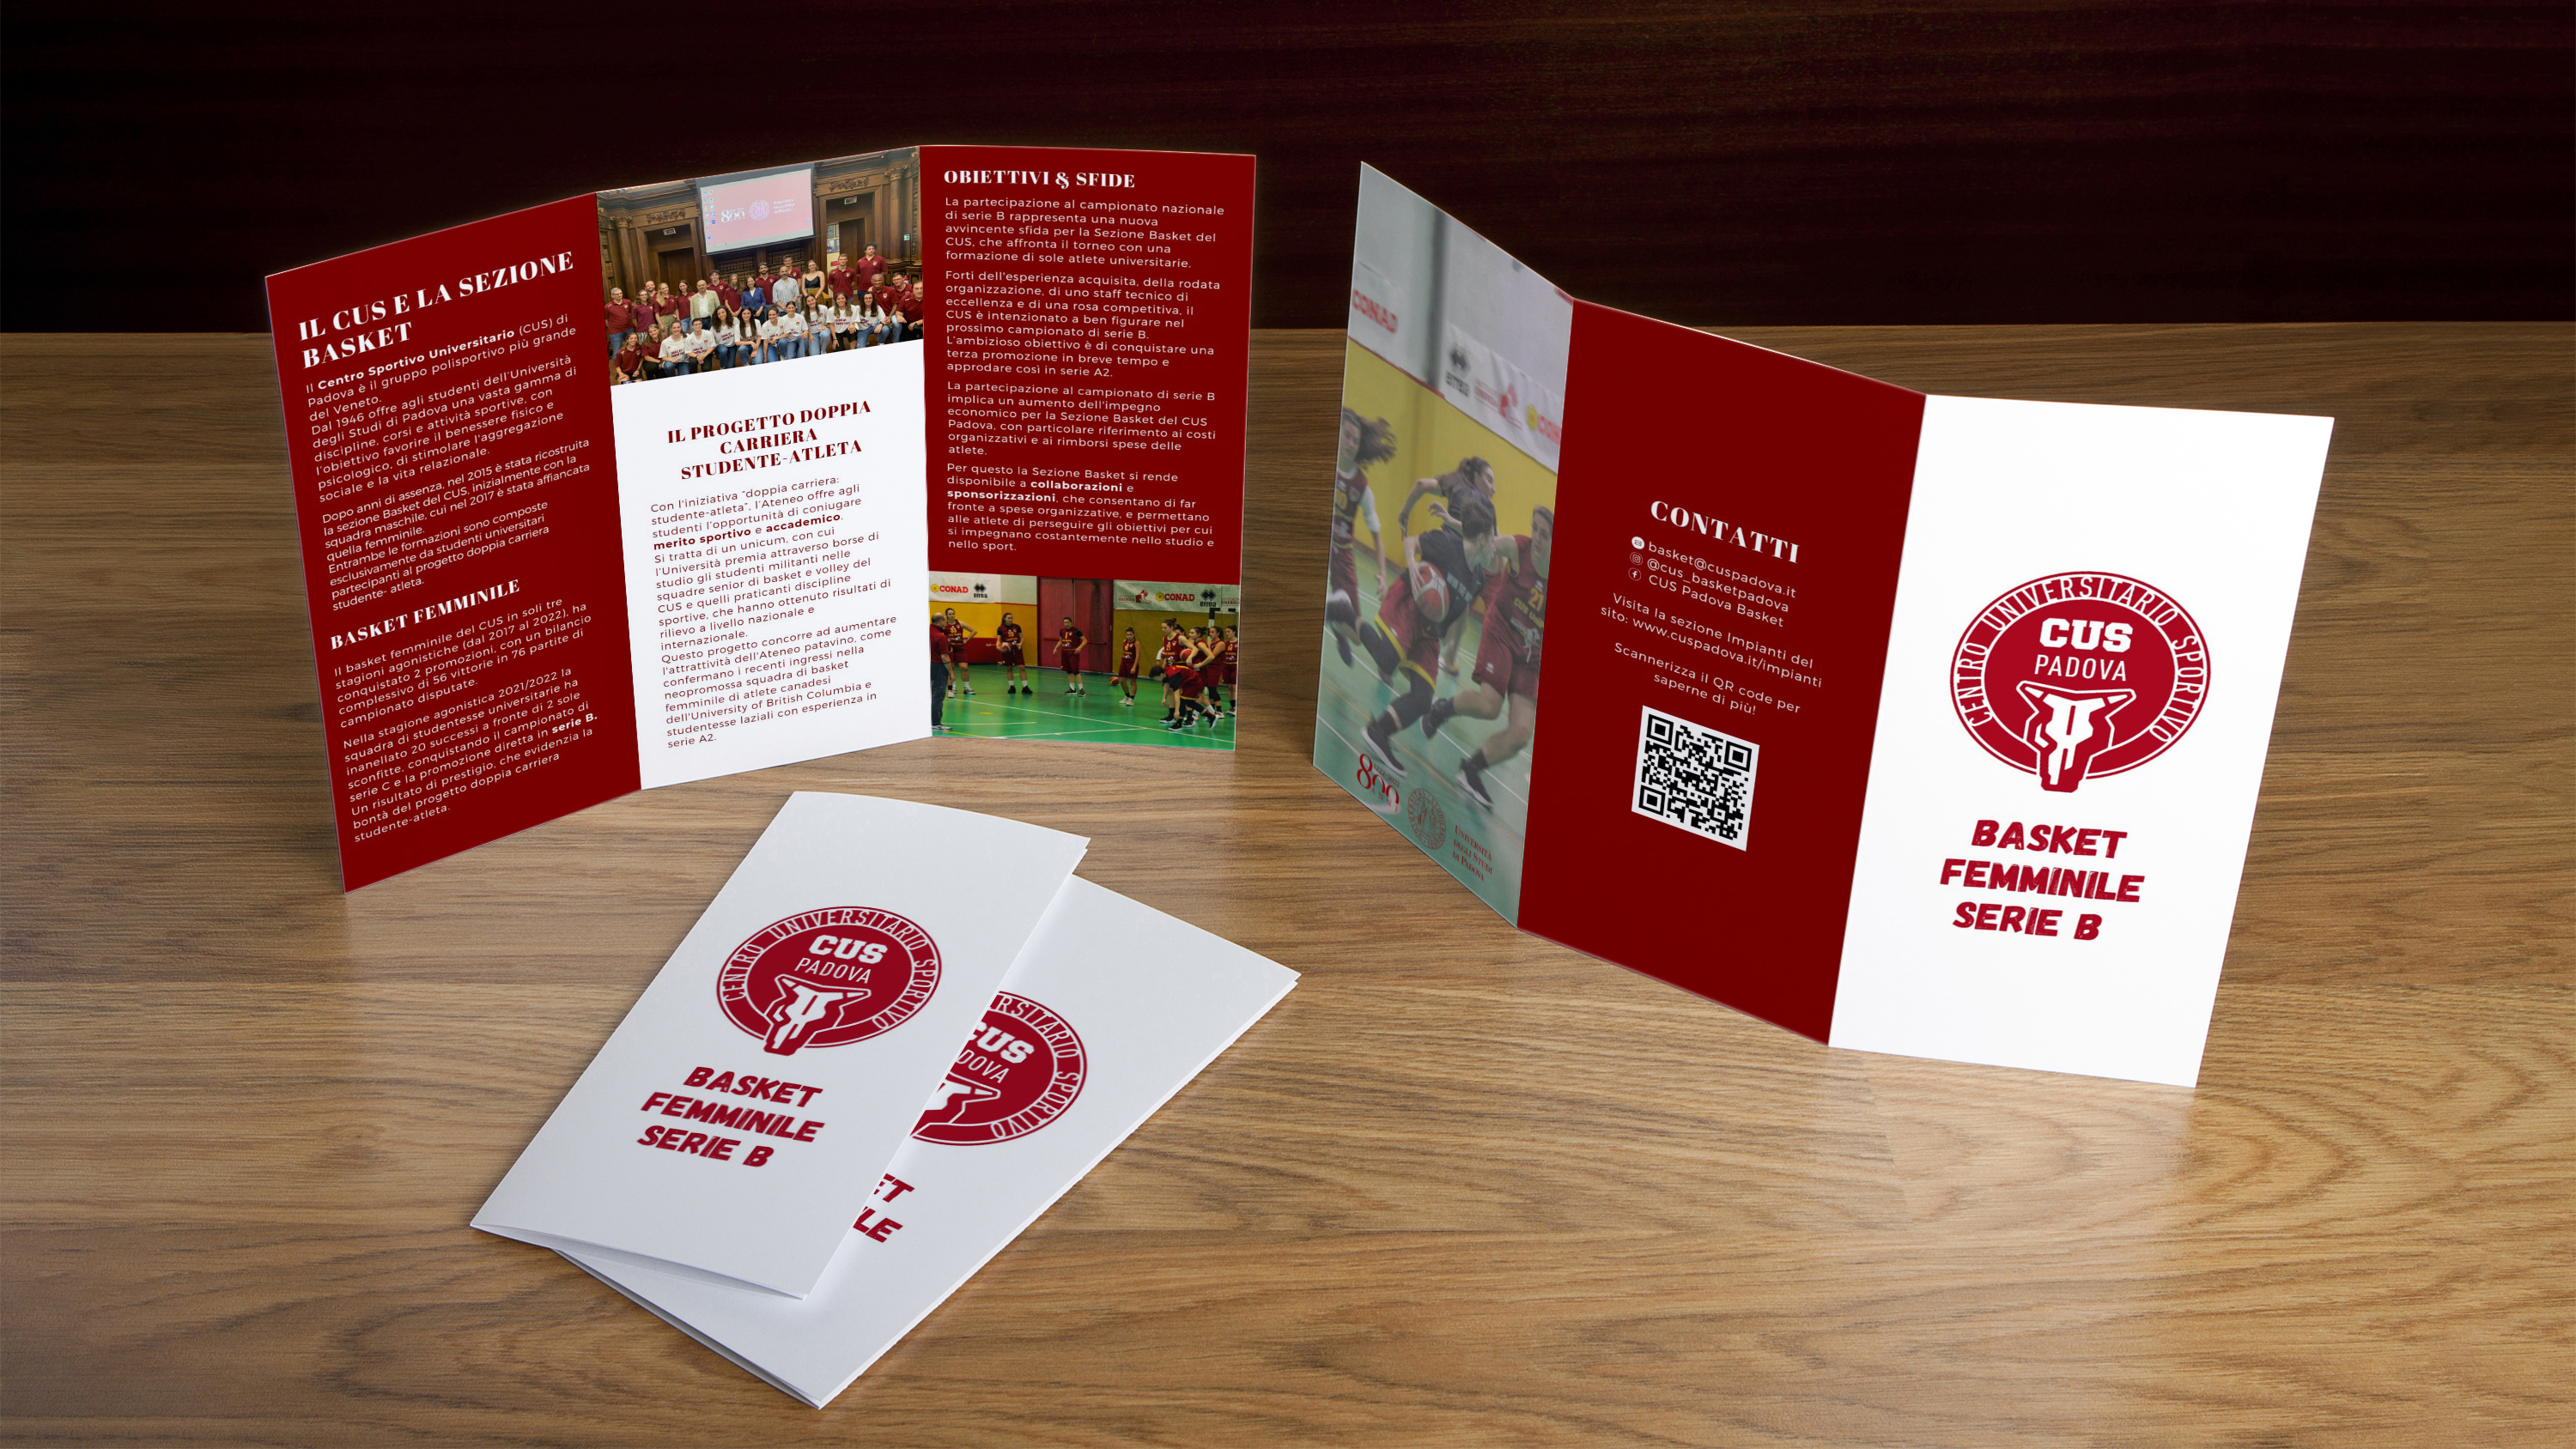 IL CUS E LA SEZIONE
BASKET
Il Centro Sportivo Universitario (CUS) di
Padova è il gruppo polisportivo più grande
del Veneto.
Dal 1946 offre agli studenti dell'Università
degli Studi di Padova una vasta gamma di
discipline, corsi e attività sportive, con
l'obiettivo favorire il benessere fisico e
psicologico, di stimolare l'aggregazione
sociale e la vita relazionale.
Dopo anni di assenza, nel 2015 è stata ricostruita
la sezione Basket del CUS, inizialmente con la
squadra maschile, cui nel 2017 è stata affiancata
quella femminile.
Entrambe le formazioni sono composte
esclusivamente da studenti universitari
partecipanti al progetto doppia carriera
studente- atleta.
BASKET FEMMINILE
Il basket femminile del CUS in soli tre
stagioni agonistiche (dal 2017 al 2022), ha
conquistato 2 promozioni, con un bilancio
complessivo di 56 vittorie in 76 partite di
campionato disputate.
Nella stagione agonistica 2021/2022 la
squadra di studentesse universitarie ha
inanellato 20 successi a fronte di 2 sole
sconfitte, conquistando il campionato di
serie C e la promozione diretta in serie B.
Un risultato di prestigio, che evidenzia la
bontà del progetto doppia carriera
studente-atleta.
800
IL PROGETTO DOPPIA
CARRIERA
STUDENTE-ATLETA
Con l'iniziativa "doppia carriera:
studente-atleta", l'Ateneo offre agli
studenti l'opportunità di coniugare
merito sportivo e accademico.
Si tratta di un unicum, con cui
l'Università premia attraverso borse di
studio gli studenti militanti nelle
squadre senior di basket e volley del
CUS e quelli praticanti discipline
sportive, che hanno ottenuto risultati di
rilievo a livello nazionale e
internazionale.
Questo progetto concorre ad aumentare
l'attrattività dell'Ateneo patavino, come
confermano i recenti ingressi nella
neopromossa squadra di basket
femminile di atlete canadesi
dell'University of British Columbia e
studentesse laziali con esperienza in
serie A2.
OBIETTIVI & SFIDE
La partecipazione al campionato nazionale
di serie B rappresenta una nuova
avvincente sfida per la Sezione Basket del
CUS, che affronta il torneo con una
formazione di sole atlete universitarie.
Forti dell'esperienza acquisita, della rodata
organizzazione, di uno staff tecnico di
eccellenza e di una rosa competitiva, il
CUS è intenzionato a ben figurare nel
prossimo campionato di serie B.
L'ambizioso obiettivo è di conquistare una
terza promozione in breve tempo e
approdare così in serie A2.
La partecipazione al campionato di serie B
implica un aumento dell'impegno
economico per la Sezione Basket del CUS
Padova, con particolare riferimento ai costi
organizzativi e ai rimborsi spese delle
atlete.
Per questo la Sezione Basket si rende
disponibile a collaborazioni e
sponsorizzazioni, che consentano di far
fronte a spese organizzative, e permettano
alle atlete di perseguire gli obiettivi per cui
si impegnano costantemente nello studio e
nello sport.
CONAD
errea
CONAD
errea
CONAD
errea
21
800
UNIVERSITÀ
DEGLI STUDI
DI PADOVA
CONTATTI
basket@cuspadova.it
@cus_basketpadova
CUS Padova Basket
Visita la sezione Impianti del
sito: www.cuspadova.it/impianti
Scannerizza il QR code per
saperne di più!
CENTRO UNIVERSITARIO SPORTIVO
CUS
PADOVA
BASKET
FEMMINILE
SERIE B
CENTRO UNIVERSITARIO SPORTIVO
CUS
PADOVA
BASKET
FEMMINILE
SERIE B
RSITARIO SPORTIVO
CUS
DOVA
ET
LE